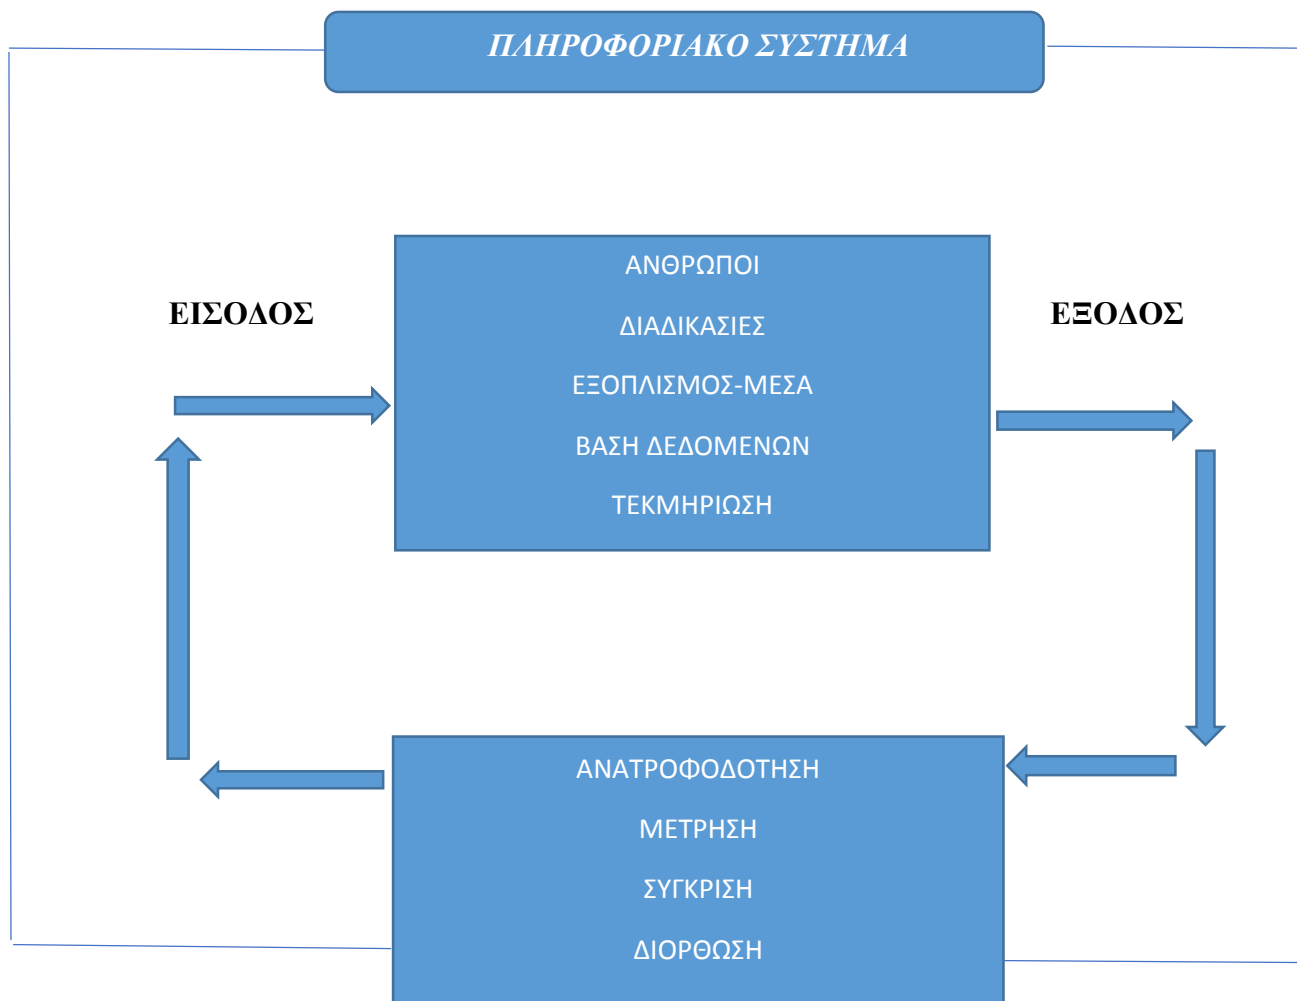 ΠΛΗΡΟΦΟΡΙΑΚΟ ΣΥΣΤΗΜΑ
ΕΙΣΟΔΟΣ
ΑΝΘΡΩΠΟΙ
ΔΙΑΔΙΚΑΣΙΕΣ
ΕΞΟΠΛΙΣΜΟΣ-ΜΕΣΑ
ΒΑΣΗ ΔΕΔΟΜΕΝΩΝ
ΤΕΚΜΗΡΙΩΣΗ
ΕΞΟΔΟΣ
ΑΝΑΤΡΟΦΟΔΟΤΗΣΗ
ΜΕΤΡΗΣΗ
ΣΥΓΚΡΙΣΗ
ΔΙΟΡΘΩΣΗ